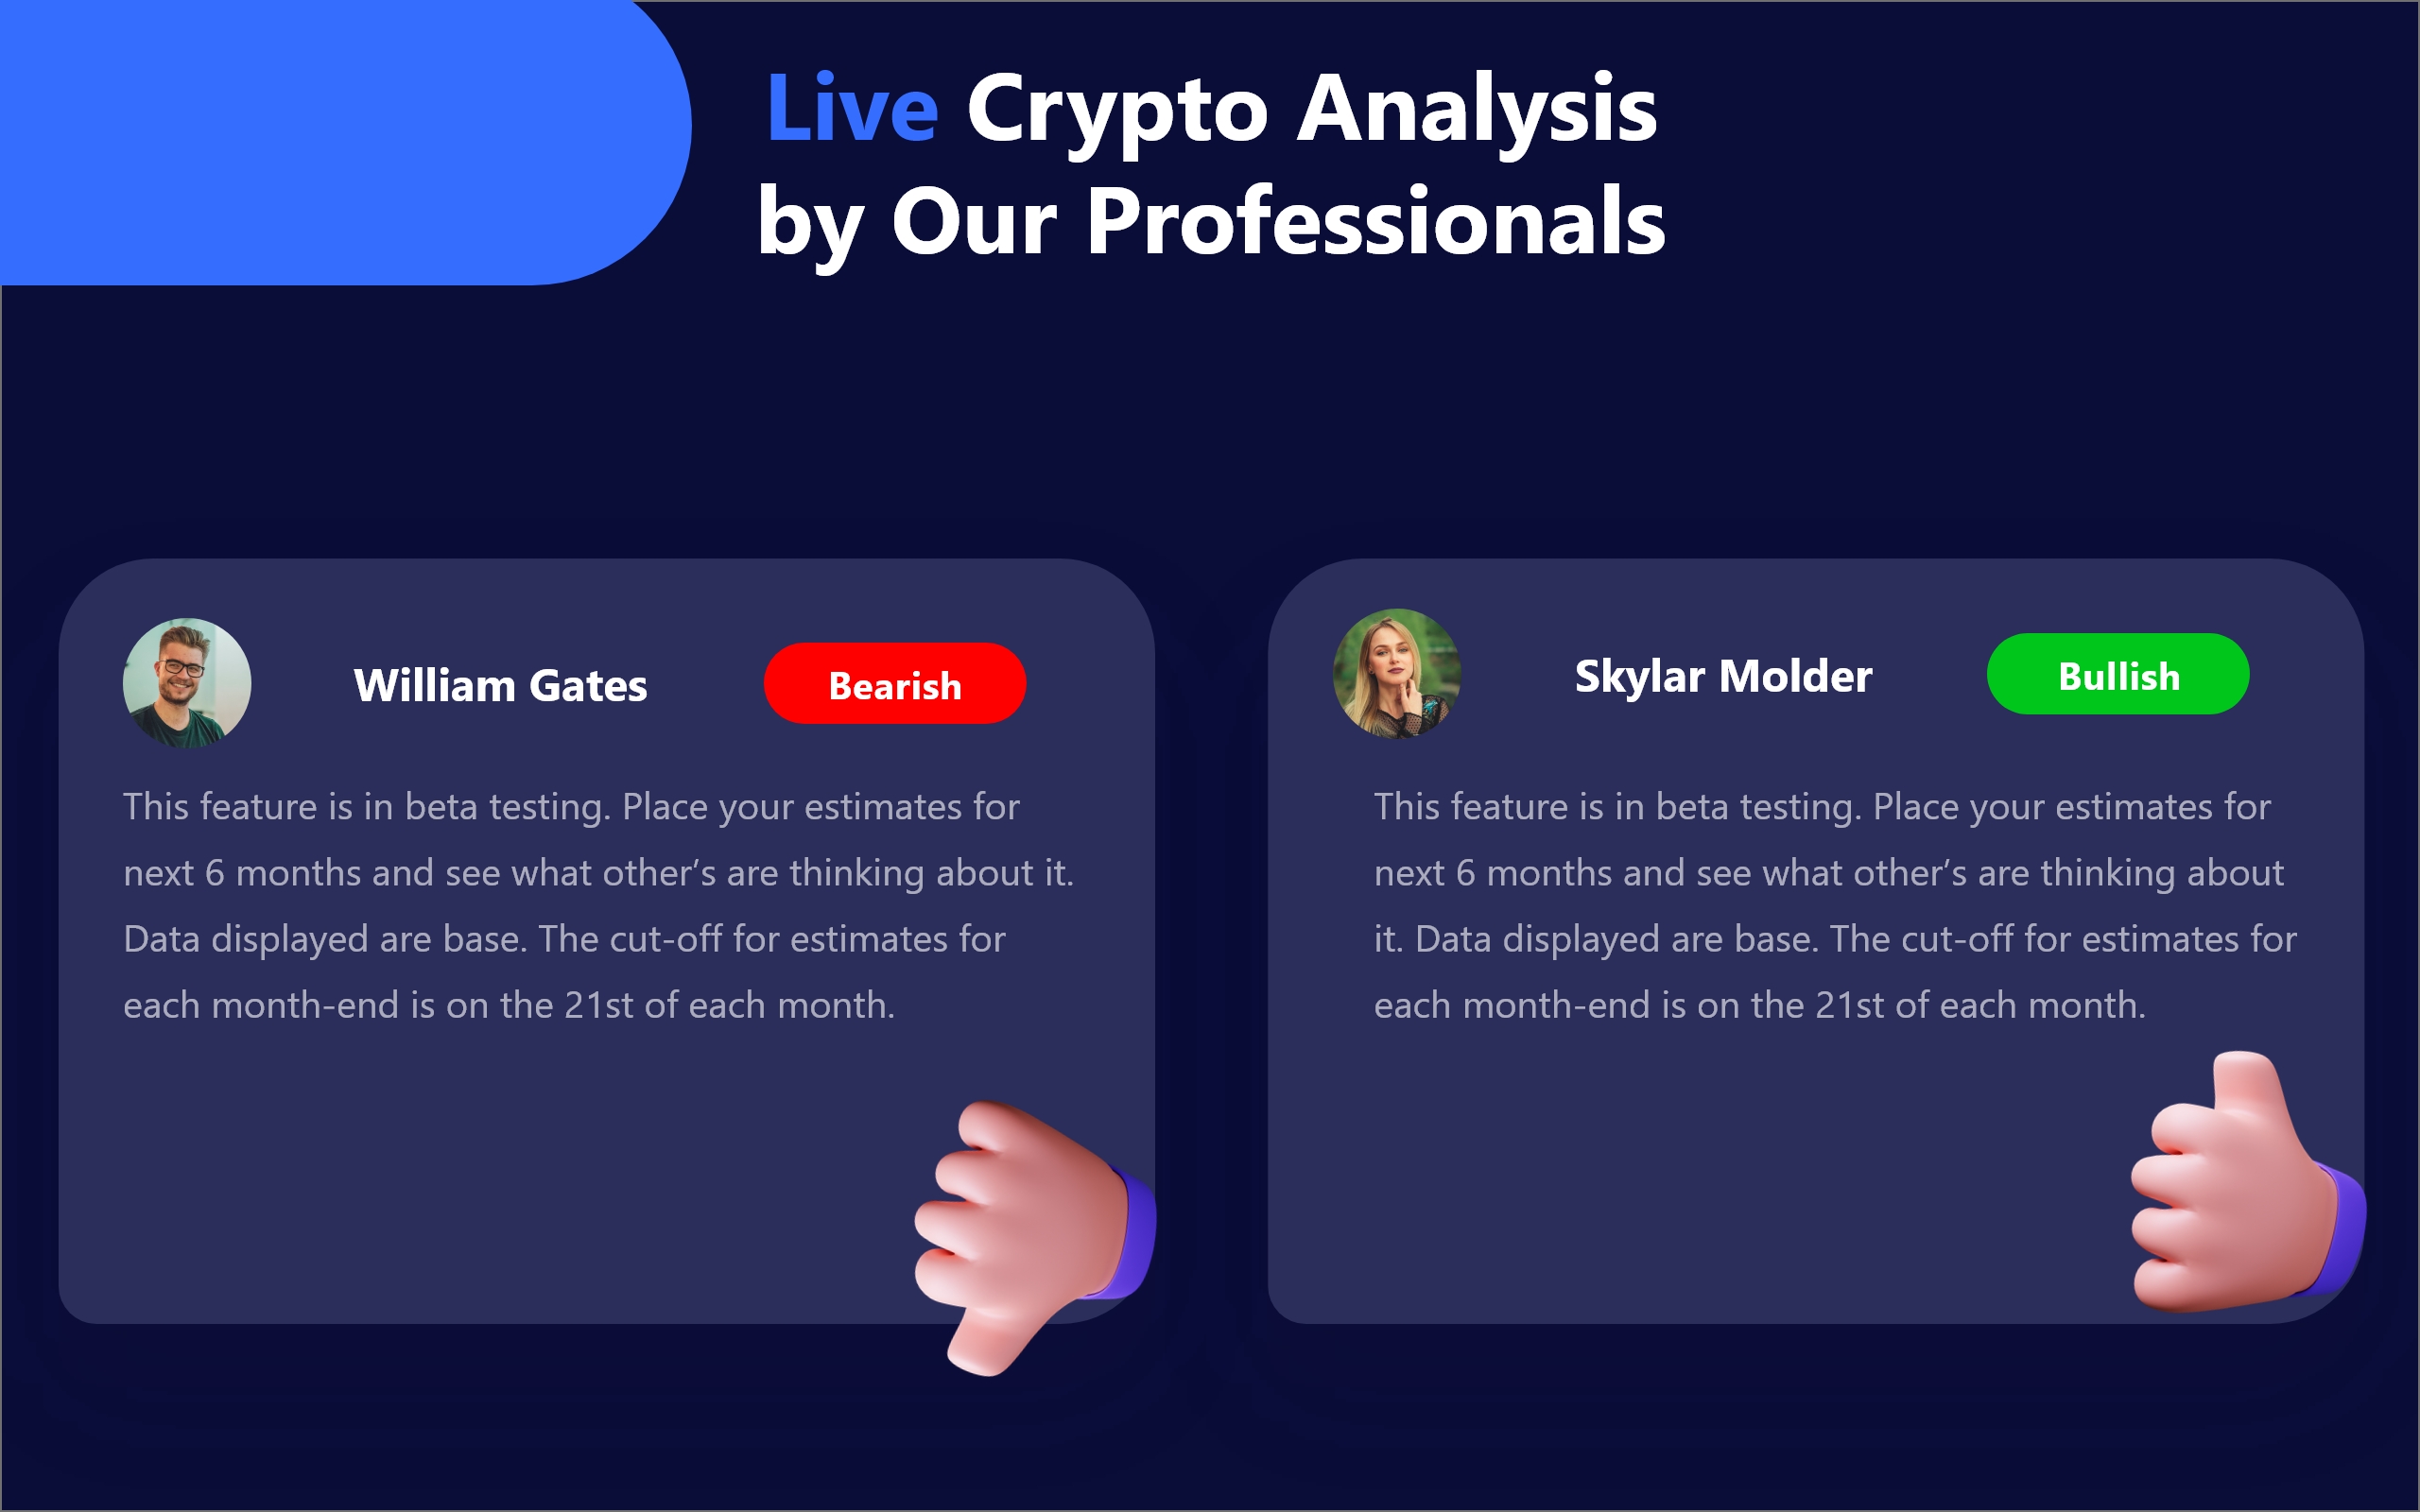 Live Crypto Analysis
by Our Professionals
William Gates
Bearish
This feature is in beta testing. Place your estimates for
next 6 months and see what other’s are thinking about it.
Data displayed are base. The cut-off for estimates for
each month-end is on the 21st of each month.
Skylar Molder
Bullish
This feature is in beta testing. Place your estimates for
next 6 months and see what other’s are thinking about
it. Data displayed are base. The cut-off for estimates for
each month-end is on the 21st of each month.